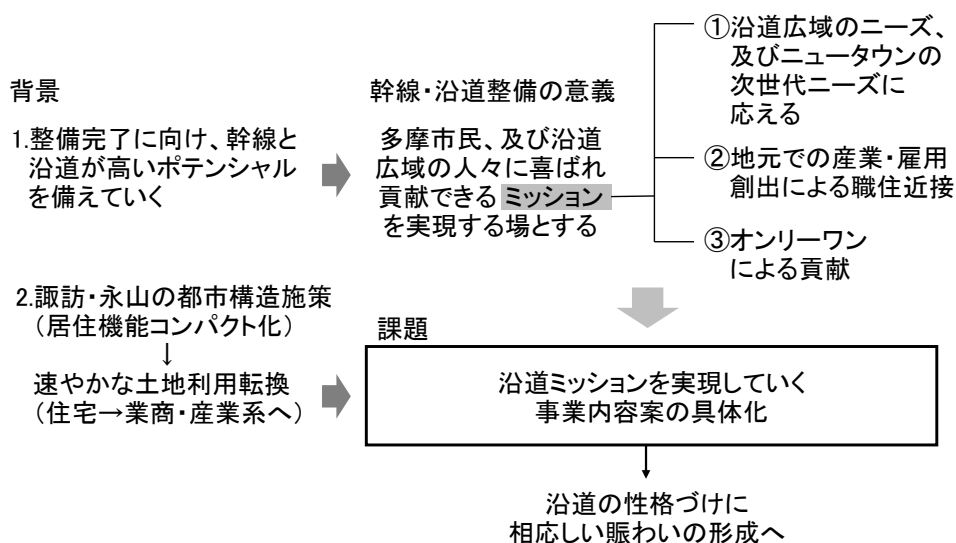 背景
1.整備完了に向け、幹線と
沿道が高いポテンシャル
を備えていく
幹線・沿道整備の意義
多摩市民、及び沿道
広域の人々に喜ばれ
貢献できるミッション
を実現する場とする
①沿道広域のニーズ、
及びニュータウンの
次世代ニーズに
応える
②地元での産業・雇用
創出による職住近接
③オンリーワン
による貢献
2.諏訪・永山の都市構造施策
（居住機能コンパクト化）
↓
速やかな土地利用転換
（住宅→業商・産業系へ）
課題
沿道ミッションを実現していく
事業内容案の具体化
沿道の性格づけに
相応しい賑わいの形成へ